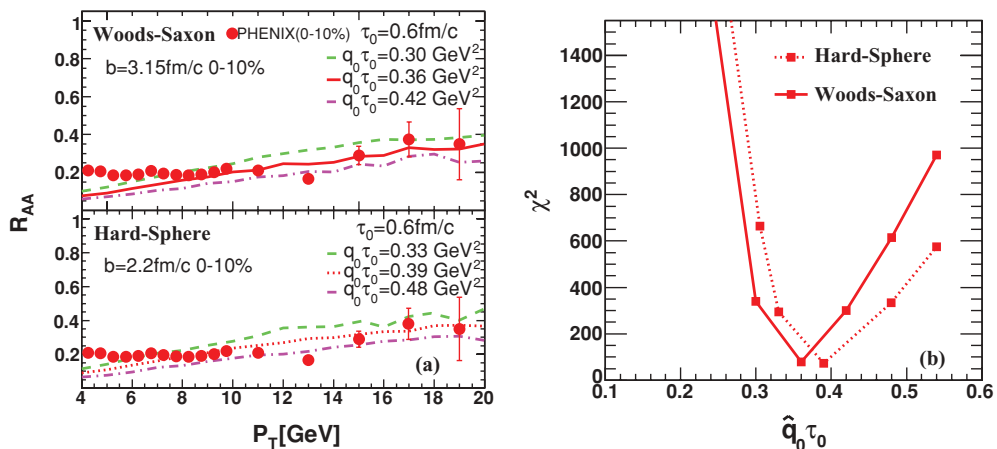 Woods-Saxon
PHENIX(0-10%)
τ0=0.6fm/c
b=3.15fm/c 0-10%
q0τ0=0.30 GeV²
q0τ0=0.36 GeV²
q0τ0=0.42 GeV²
1
0.8
0.6
0.4
0.2
0
RAA
Hard-Sphere
τ0=0.6fm/c
b=2.2fm/c 0-10%
q0τ0=0.33 GeV²
q0τ0=0.39 GeV²
q0τ0=0.48 GeV²
1
0.8
0.6
0.4
0.2
0
(a)
4 6 8 10 12 14 16 18 20
PT[GeV]
Hard-Sphere
Woods-Saxon
1400
1200
1000
800
600
400
200
0
χ²
(b)
0.1 0.2 0.3 0.4 0.5 0.6
q̂0τ0